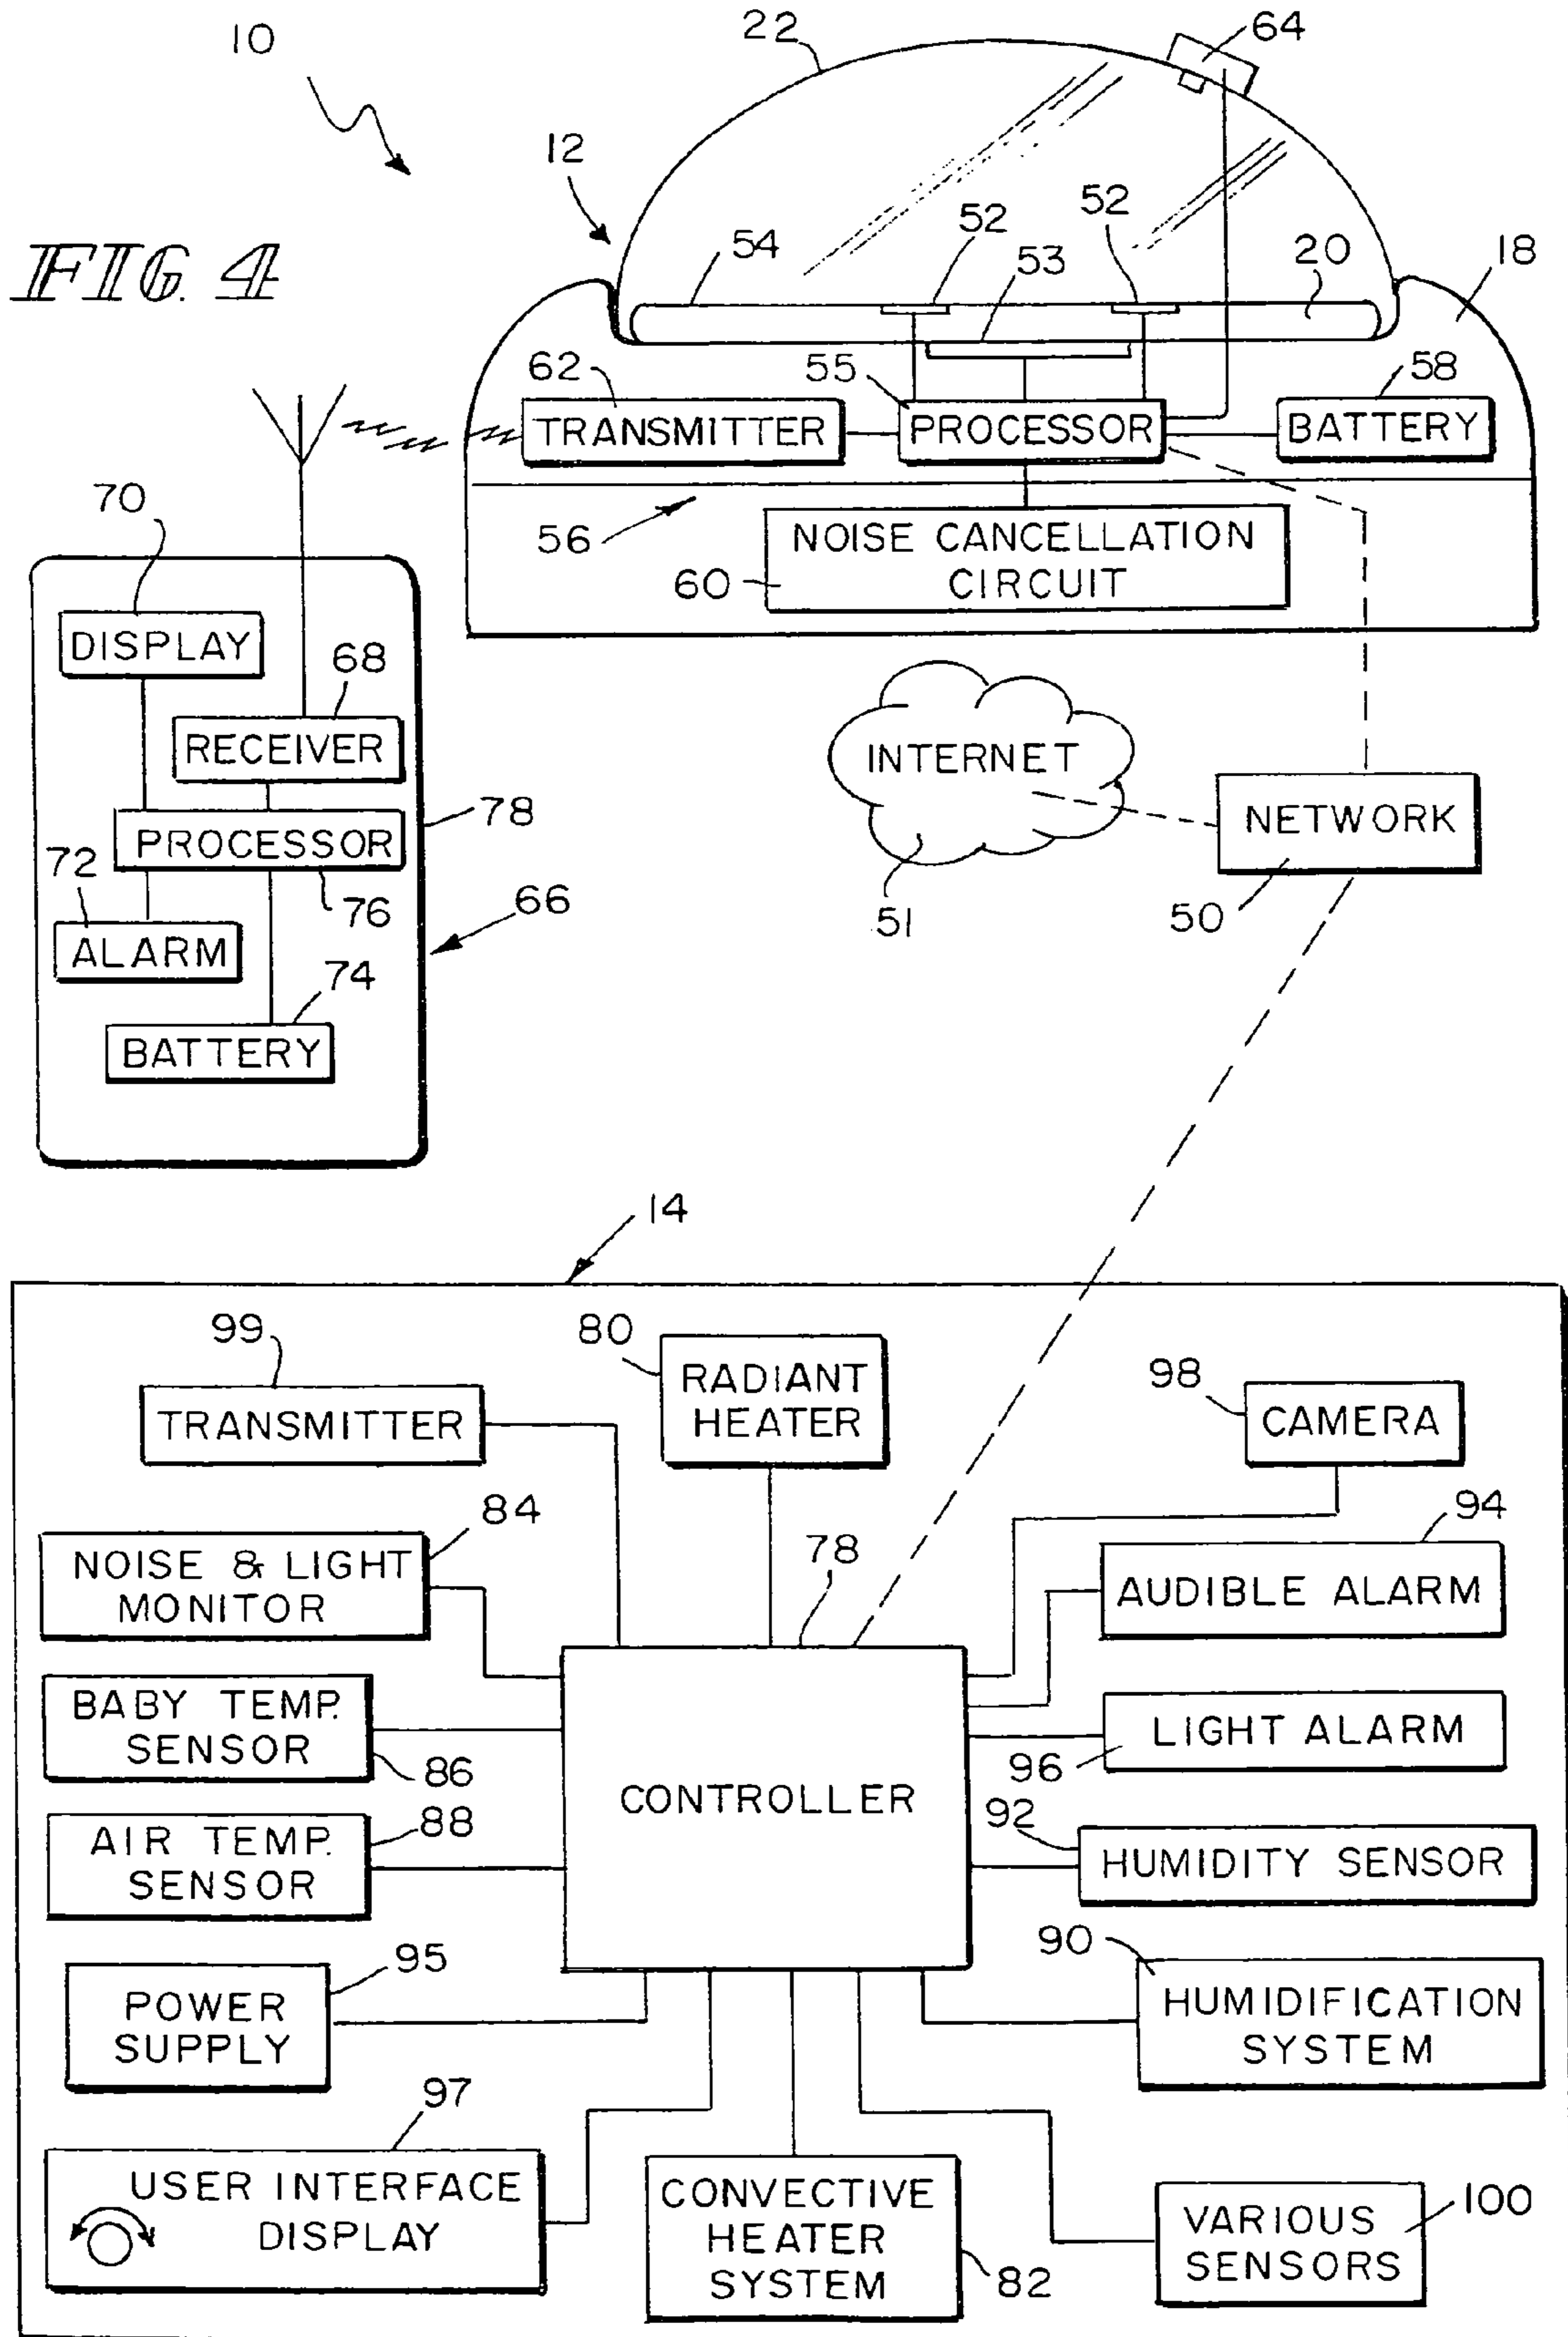 10
22
64
12
FIG. 4
54
52
52
53
20
18
62
55
58
TRANSMITTER
PROCESSOR
BATTERY
56
NOISE CANCELLATION
CIRCUIT
60
70
DISPLAY
68
RECEIVER
78
PROCESSOR
72
76
66
ALARM
74
BATTERY
INTERNET
51
NETWORK
50
14
99
TRANSMITTER
80
RADIANT
HEATER
98
CAMERA
84
NOISE & LIGHT
MONITOR
78
94
AUDIBLE ALARM
BABY TEMP.
SENSOR
86
LIGHT ALARM
96
CONTROLLER
88
AIR TEMP.
SENSOR
92
HUMIDITY SENSOR
95
POWER
SUPPLY
90
HUMIDIFICATION
SYSTEM
97
USER INTERFACE
DISPLAY
CONVECTIVE
HEATER
SYSTEM
82
VARIOUS
SENSORS
100